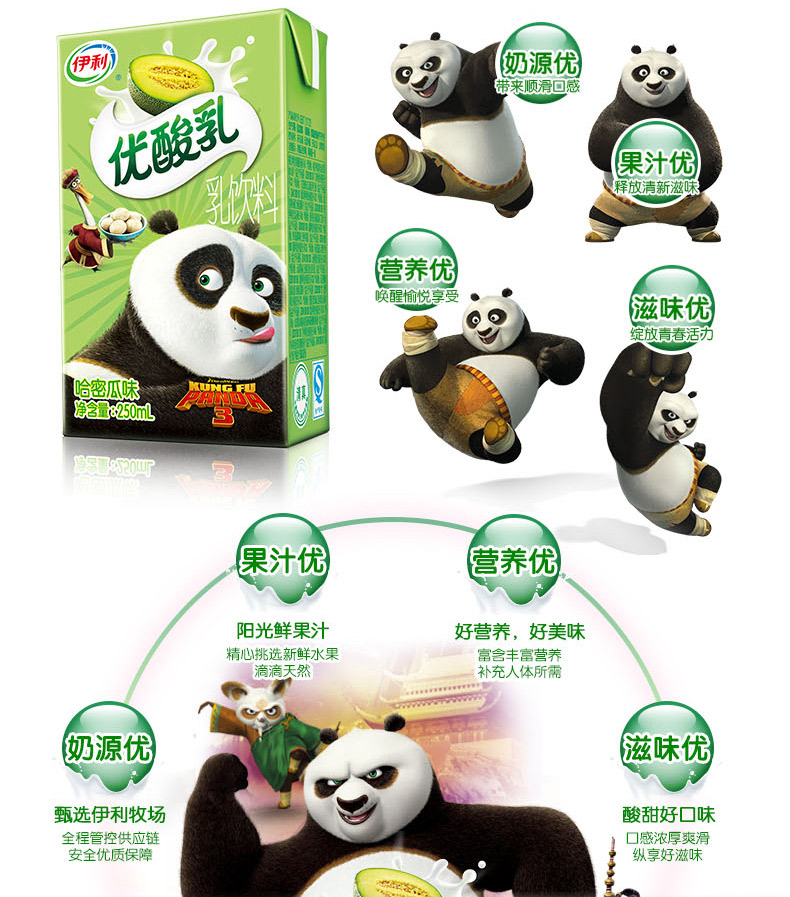 伊利
®
优酸乳
乳饮料
哈密瓜味
净含量:250mL
KUNG FU
PANDA
3
清真
奶源优
带来顺滑口感
果汁优
释放清新滋味
营养优
唤醒愉悦享受
滋味优
绽放青春活力
果汁优
阳光鲜果汁
精心挑选新鲜水果
滴滴天然
营养优
好营养，好美味
富含丰富营养
补充人体所需
奶源优
甄选伊利牧场
全程管控供应链
安全优质保障
滋味优
酸甜好口味
口感浓厚爽滑
纵享好滋味